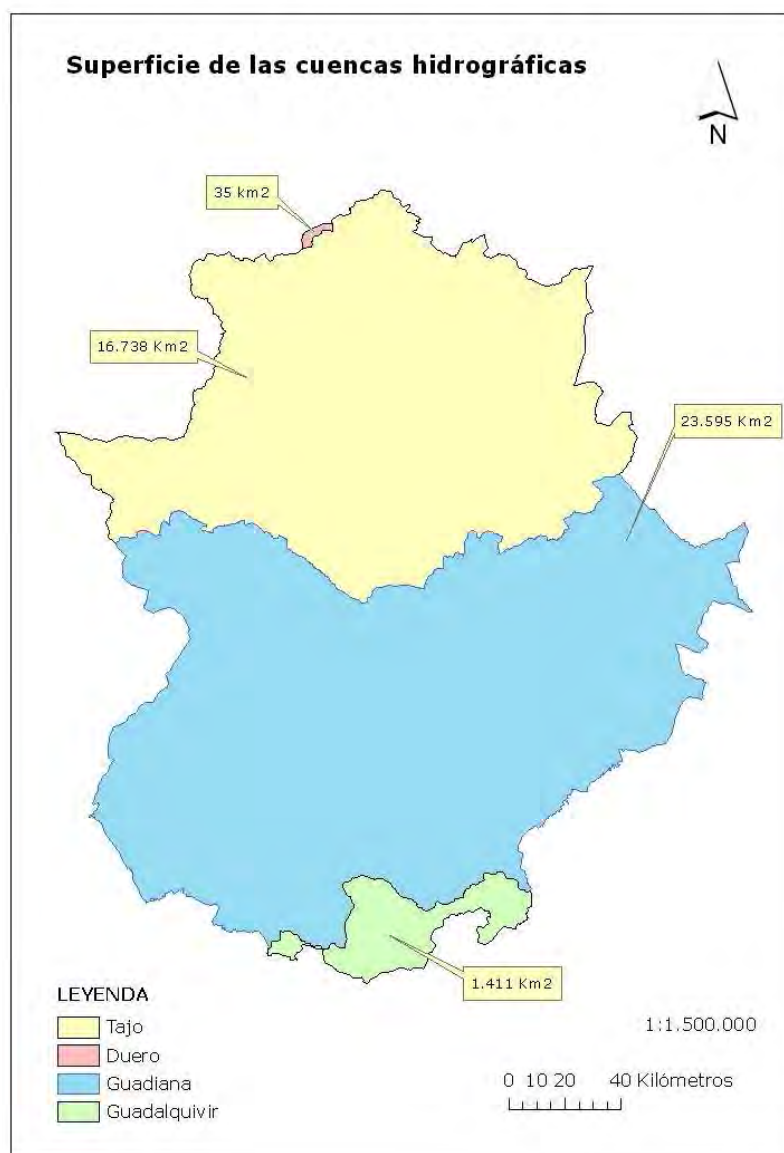 Superficie de las cuencas hidrográficas
N
35 km2
16.738 Km2
23.595 Km2
1.411 Km2
LEYENDA
Tajo
Duero
Guadiana
Guadalquivir
1:1.500.000
0 10 20 40 Kilómetros